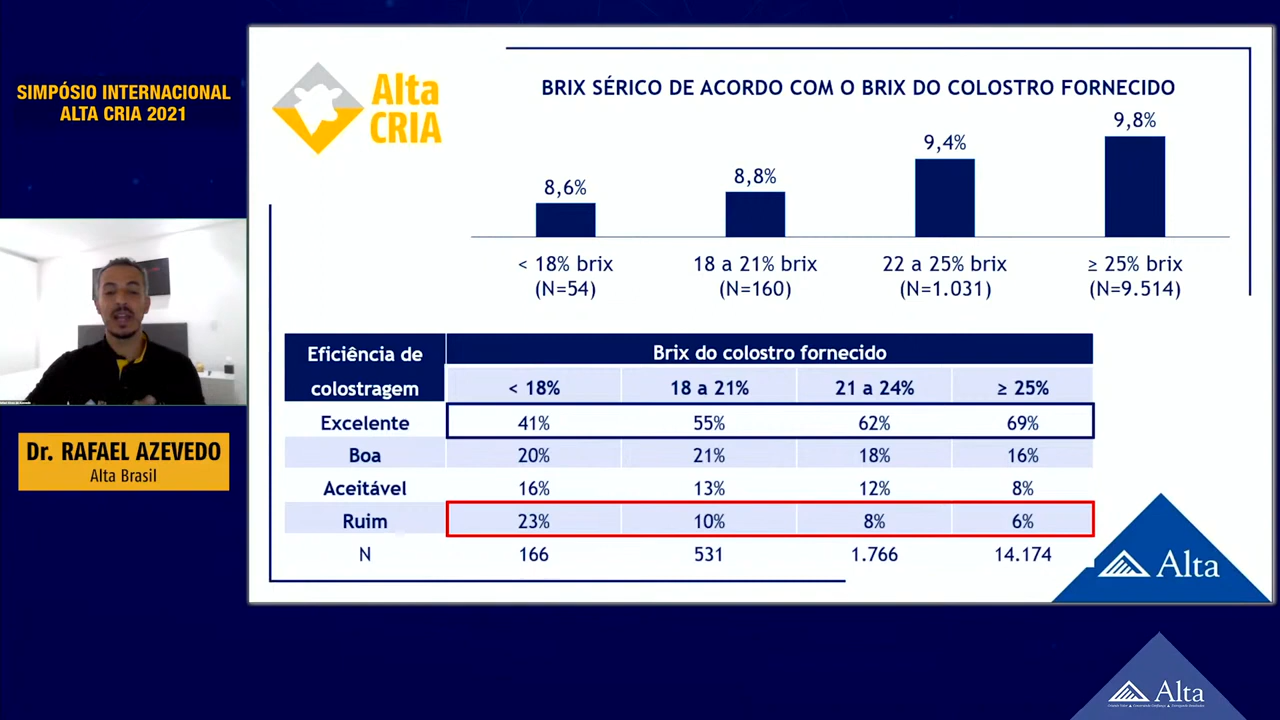 SIMPÓSIO INTERNACIONAL
ALTA CRIA 2021
Dr. RAFAEL AZEVEDO
Alta Brasil
Alta
CRIA
BRIX SÉRICO DE ACORDO COM O BRIX DO COLOSTRO FORNECIDO
8,6% 8,8% 9,4% 9,8%
< 18% brix 18 a 21% brix 22 a 25% brix ≥ 25% brix
(N=54) (N=160) (N=1.031) (N=9.514)
Eficiência de colostragem Brix do colostro fornecido
< 18% 18 a 21% 21 a 24% ≥ 25%
Excelente 41% 55% 62% 69%
Boa 20% 21% 18% 16%
Aceitável 16% 13% 12% 8%
Ruim 23% 10% 8% 6%
N 166 531 1.766 14.174
Alta
Alta